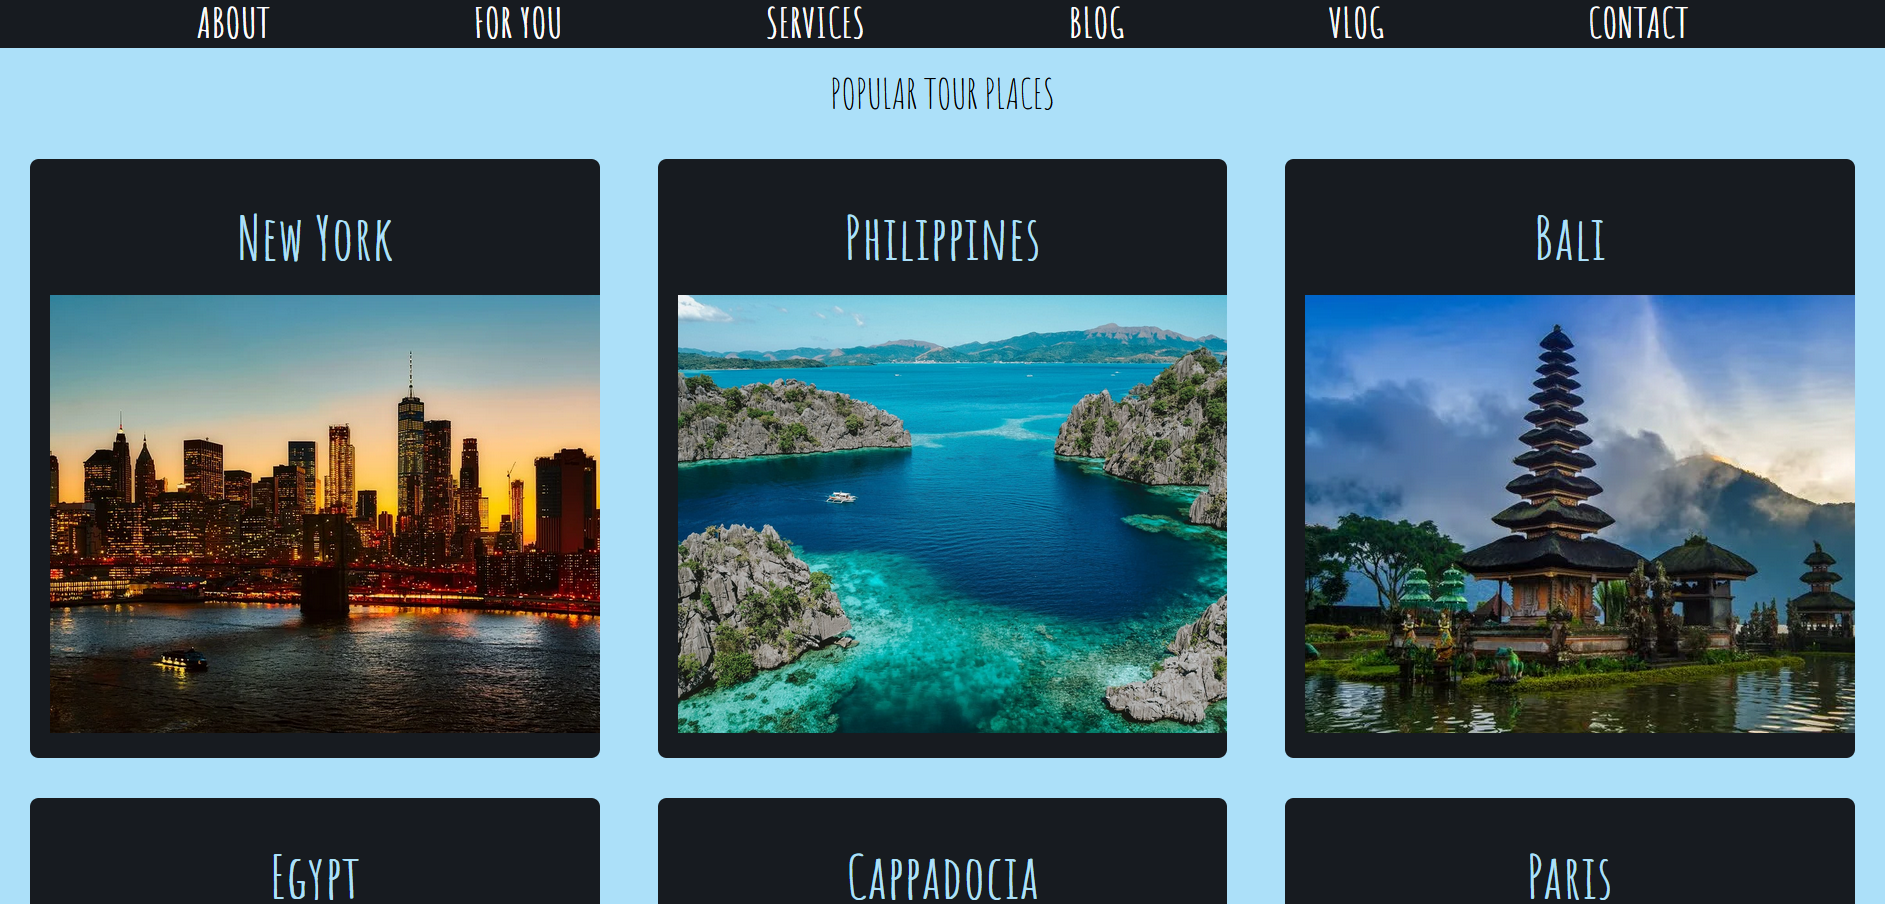 ABOUT FOR YOU SERVICES BLOG VLOG CONTACT
POPULAR TOUR PLACES
New York Philippines Bali
Egypt Cappadocia Paris